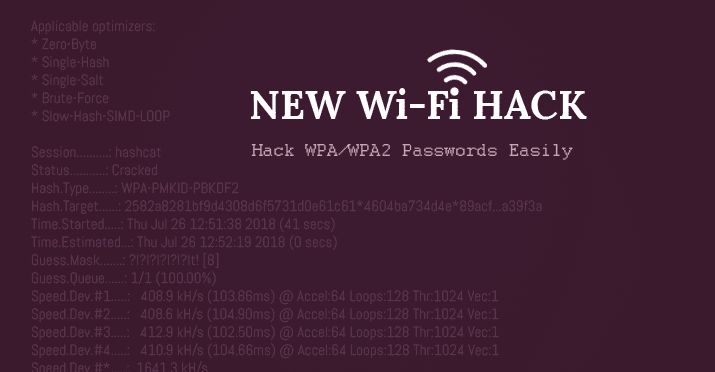 Applicable optimizers:
* Zero-Byte
* Single-Hash
* Single-Salt
* Brute-Force
* Slow-Hash-SIMD-LOOP
NEW Wi-Fi HACK
Hack WPA/WPA2 Passwords Easily
Session..........: hashcat
Status...........: Cracked
Hash.Type........: WPA-PMKID-PBKDF2
Hash.Target......: 2582a8281bf9d4308d6f5731d0e61c61*4604ba734d4e*89acf...a39f3a
Time.Started.....: Thu Jul 26 12:51:38 2018 (41 secs)
Time.Estimated...: Thu Jul 26 12:52:19 2018 (0 secs)
Guess.Mask.......: ?l?l?l?l?l?lt! [8]
Guess.Queue......: 1/1 (100.00%)
Speed.Dev.#1.....: 408.9 kH/s (103.86ms) @ Accel:64 Loops:128 Thr:1024 Vec:1
Speed.Dev.#2.....: 408.6 kH/s (104.90ms) @ Accel:64 Loops:128 Thr:1024 Vec:1
Speed.Dev.#3.....: 412.9 kH/s (102.50ms) @ Accel:64 Loops:128 Thr:1024 Vec:1
Speed.Dev.#4.....: 410.9 kH/s (104.66ms) @ Accel:64 Loops:128 Thr:1024 Vec:1
Speed.Dev.#*.....: 1641.3 kH/s